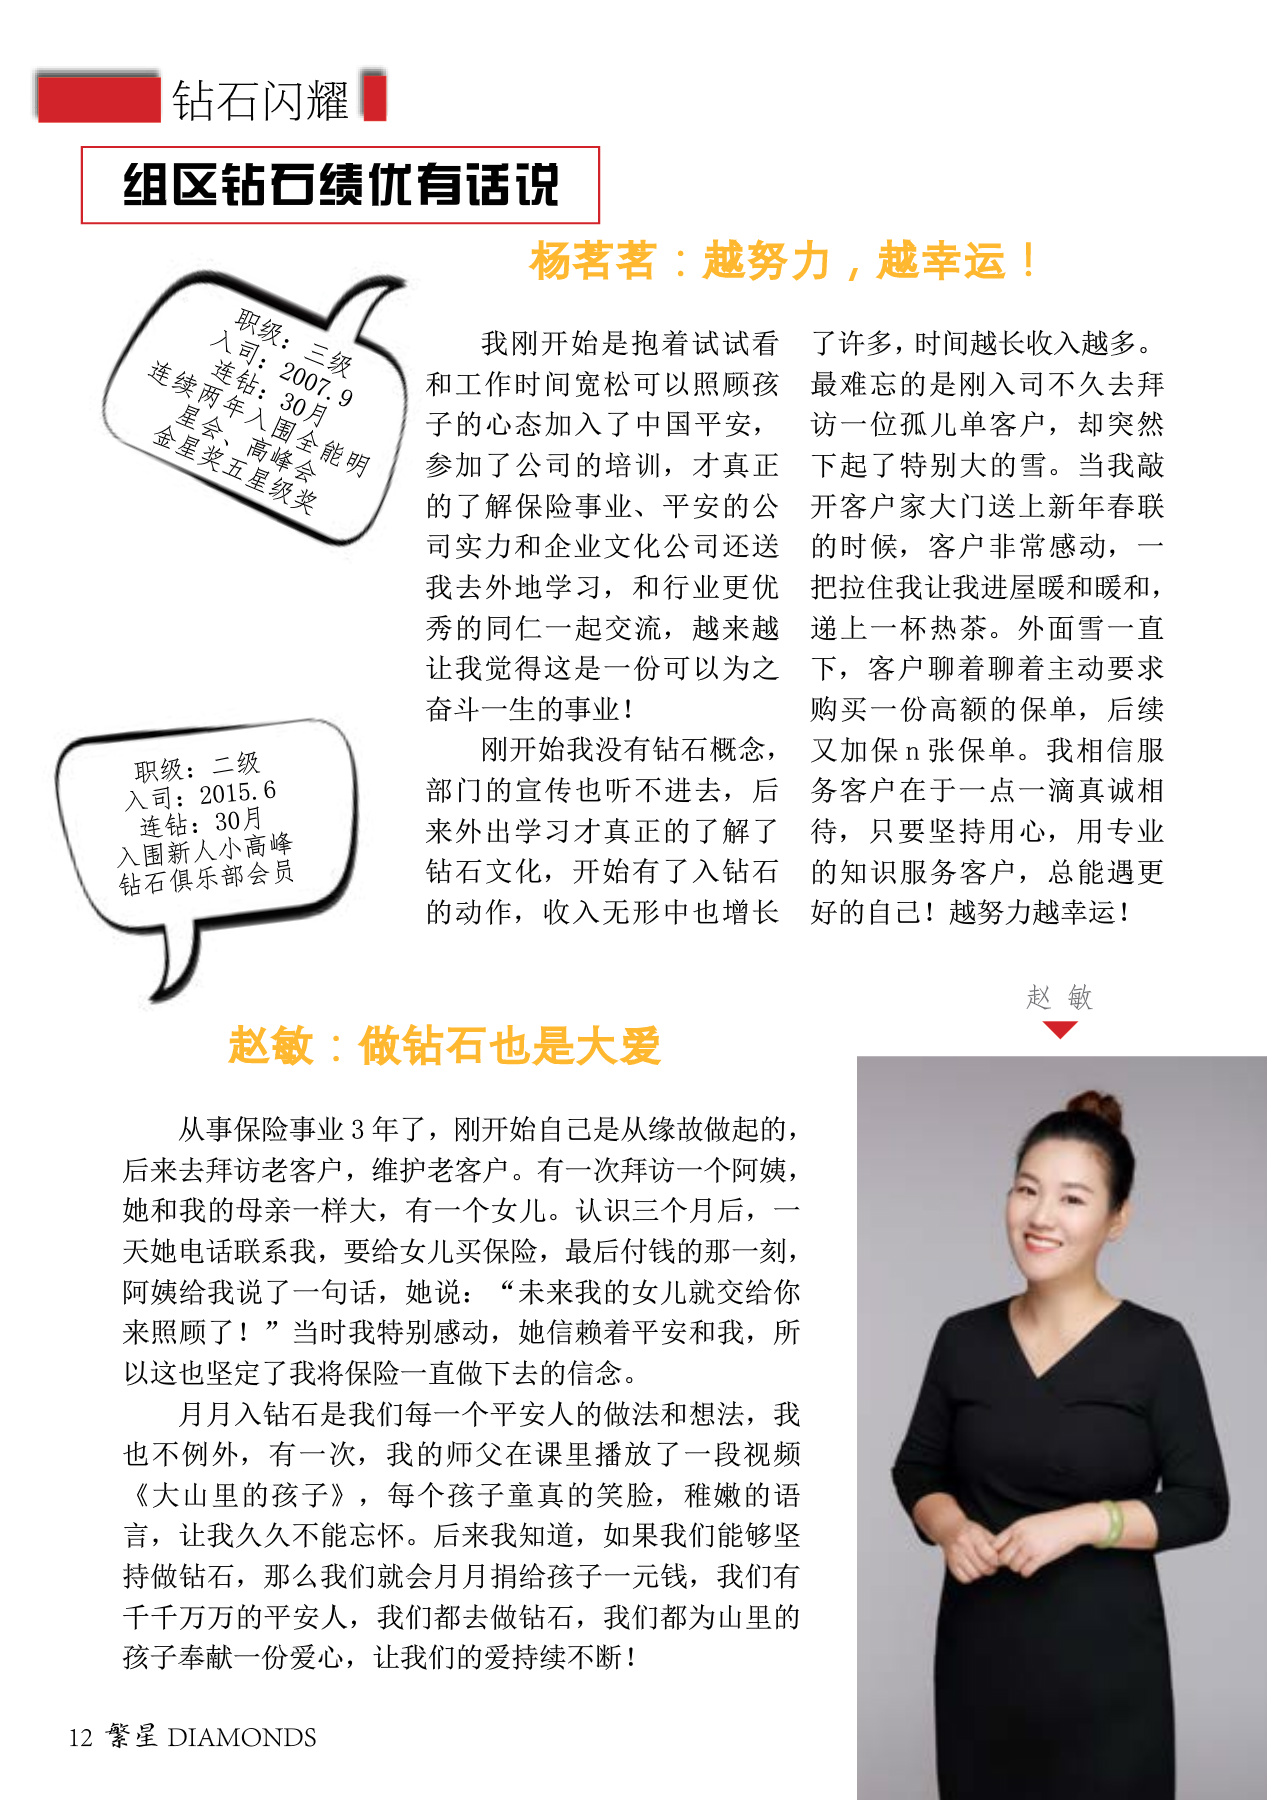 钻石闪耀
组区钻石绩优有话说
杨茗茗：越努力，越幸运！
职级：三级
入司：2007.9
连钻：30月
连续两年入围全能明
星会、高峰会
金星奖五星级奖
我刚开始是抱着试试看
和工作时间宽松可以照顾孩
子的心态加入了中国平安，
参加了公司的培训，才真正
的了解保险事业、平安的公
司实力和企业文化公司还送
我去外地学习，和行业更优
秀的同仁一起交流，越来越
让我觉得这是一份可以为之
奋斗一生的事业！
刚开始我没有钻石概念，
部门的宣传也听不进去，后
来外出学习才真正的了解了
钻石文化，开始有了入钻石
的动作，收入无形中也增长
了许多，时间越长收入越多。
最难忘的是刚入司不久去拜
访一位孤儿单客户，却突然
下起了特别大的雪。当我敲
开客户家大门送上新年春联
的时候，客户非常感动，一
把拉住我让我进屋暖和暖和，
递上一杯热茶。外面雪一直
下，客户聊着聊着主动要求
购买一份高额的保单，后续
又加保n张保单。我相信服
务客户在于一点一滴真诚相
待，只要坚持用心，用专业
的知识服务客户，总能遇更
好的自己！越努力越幸运！
职级：二级
入司：2015.6
连钻：30月
入围新人小高峰
钻石俱乐部会员
赵 敏
赵敏：做钻石也是大爱
从事保险事业3年了，刚开始自己是从缘故做起的，
后来去拜访老客户，维护老客户。有一次拜访一个阿姨，
她和我的母亲一样大，有一个女儿。认识三个月后，一
天她电话联系我，要给女儿买保险，最后付钱的那一刻，
阿姨给我说了一句话，她说：“未来我的女儿就交给你
来照顾了！”当时我特别感动，她信赖着平安和我，所
以这也坚定了我将保险一直做下去的信念。
月月入钻石是我们每一个平安人的做法和想法，我
也不例外，有一次，我的师父在课里播放了一段视频
《大山里的孩子》，每个孩子童真的笑脸，稚嫩的语
言，让我久久不能忘怀。后来我知道，如果我们能够坚
持做钻石，那么我们就会月月捐给孩子一元钱，我们有
千千万万的平安人，我们都去做钻石，我们都为山里的
孩子奉献一份爱心，让我们的爱持续不断！
12 繁星 DIAMONDS